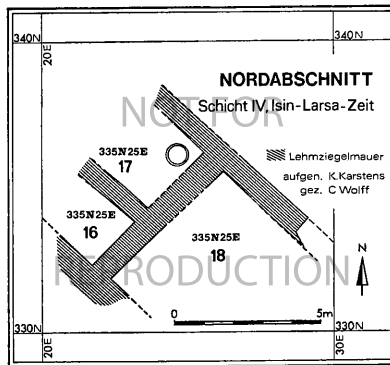 340N
340N
20E
30E
NORDABSCHNITT
NOT FOR
Schicht IV, Isin-Larsa-Zeit
335N25E
17
Lehmziegelmauer
aufgen. K.Karstens
gez. C Wolff
335N25E
16
335N25E
18
N
REPRODUCTION
0 5m
330N
330N
20E
30E